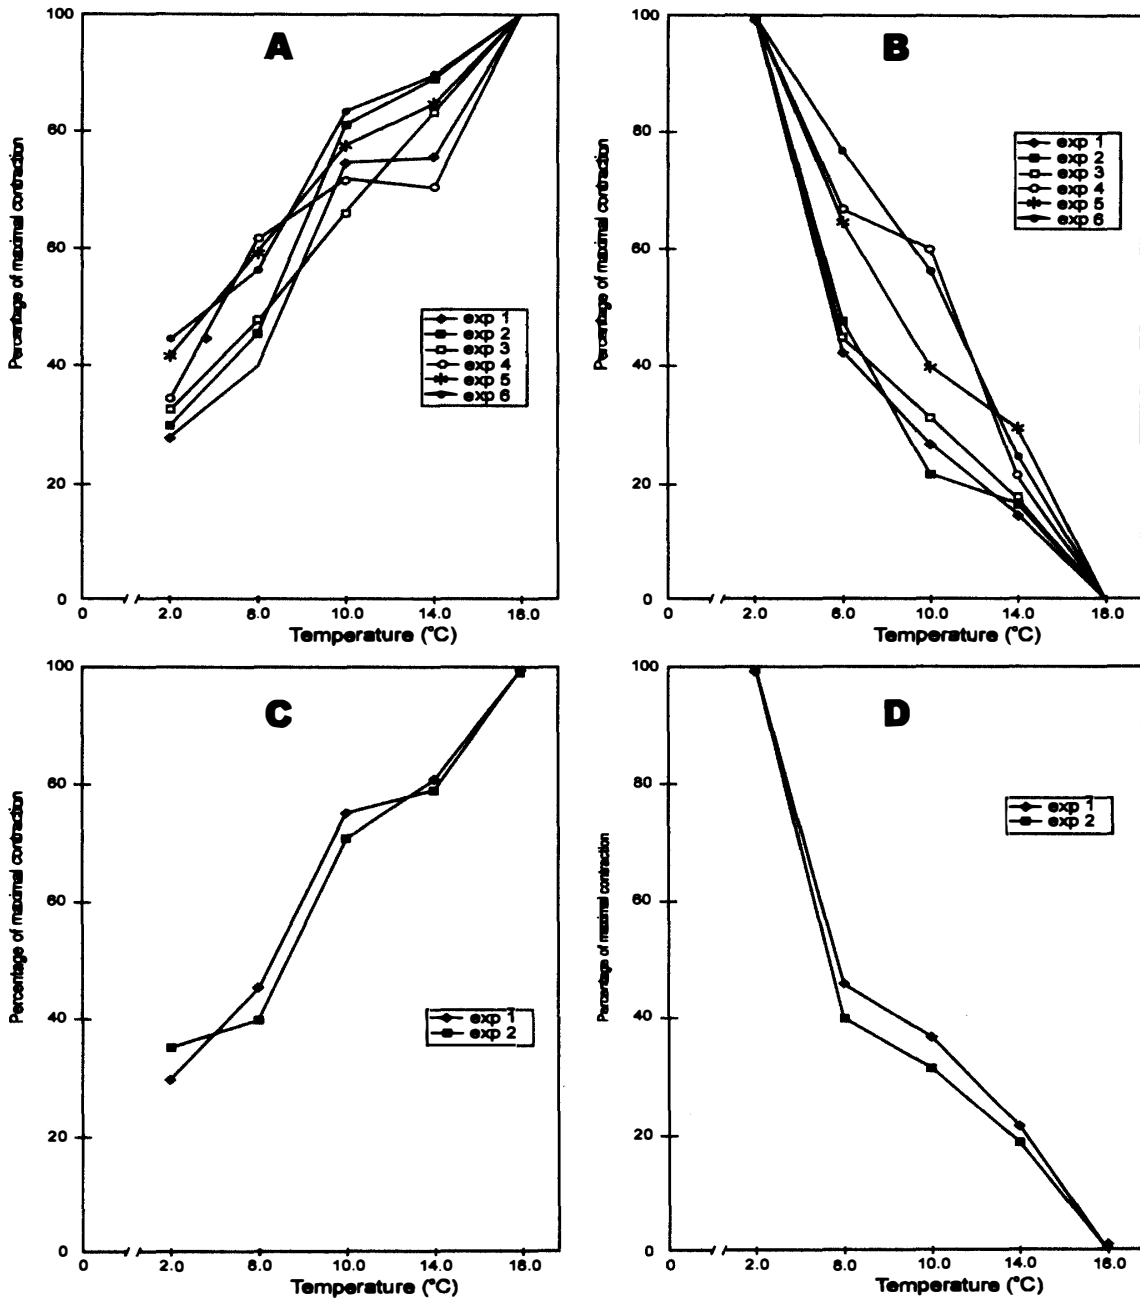 A
Percentage of maximal contraction
100
80
60
40
20
0
exp 1
exp 2
exp 3
exp 4
exp 5
exp 6
0 2.0 6.0 10.0 14.0 18.0
Temperature (°C)
B
Percentage of maximal contraction
100
80
60
40
20
0
exp 1
exp 2
exp 3
exp 4
exp 5
exp 6
0 2.0 6.0 10.0 14.0 18.0
Temperature (°C)
C
Percentage of maximal contraction
100
80
60
40
20
0
exp 1
exp 2
0 2.0 6.0 10.0 14.0 18.0
Temperature (°C)
D
Percentage of maximal contraction
100
80
60
40
20
0
exp 1
exp 2
0 2.0 6.0 10.0 14.0 18.0
Temperature (°C)